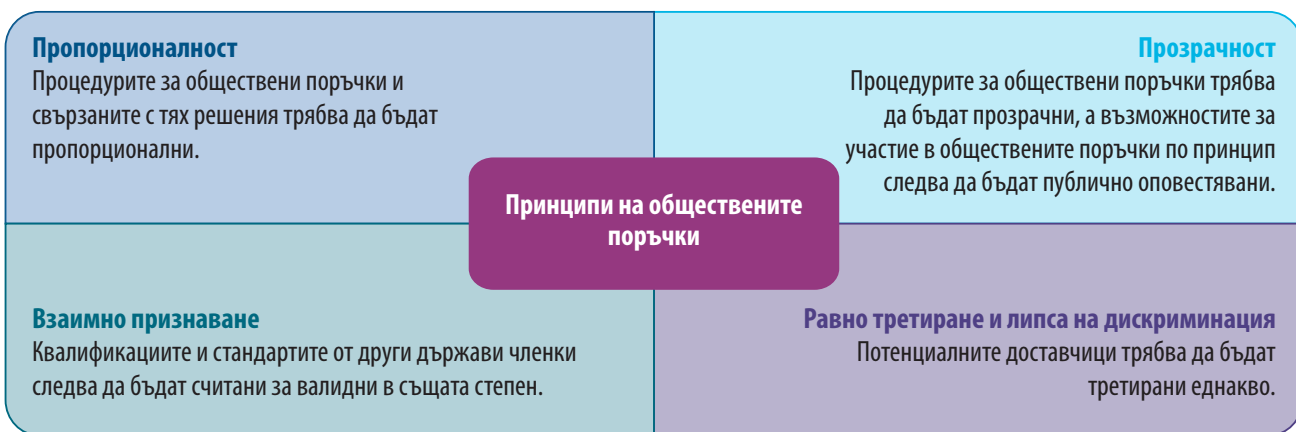 Пропорционалност
Процедурите за обществени поръчки и
свързаните с тях решения трябва да бъдат
пропорционални.
Прозрачност
Процедурите за обществени поръчки трябва
да бъдат прозрачни, а възможностите за
участие в обществените поръчки по принцип
следва да бъдат публично оповестявани.
Принципи на обществените
поръчки
Взаимно признаване
Квалификациите и стандартите от други държави членки
следва да бъдат считани за валидни в същата степен.
Равно третиране и липса на дискриминация
Потенциалните доставчици трябва да бъдат
третирани еднакво.